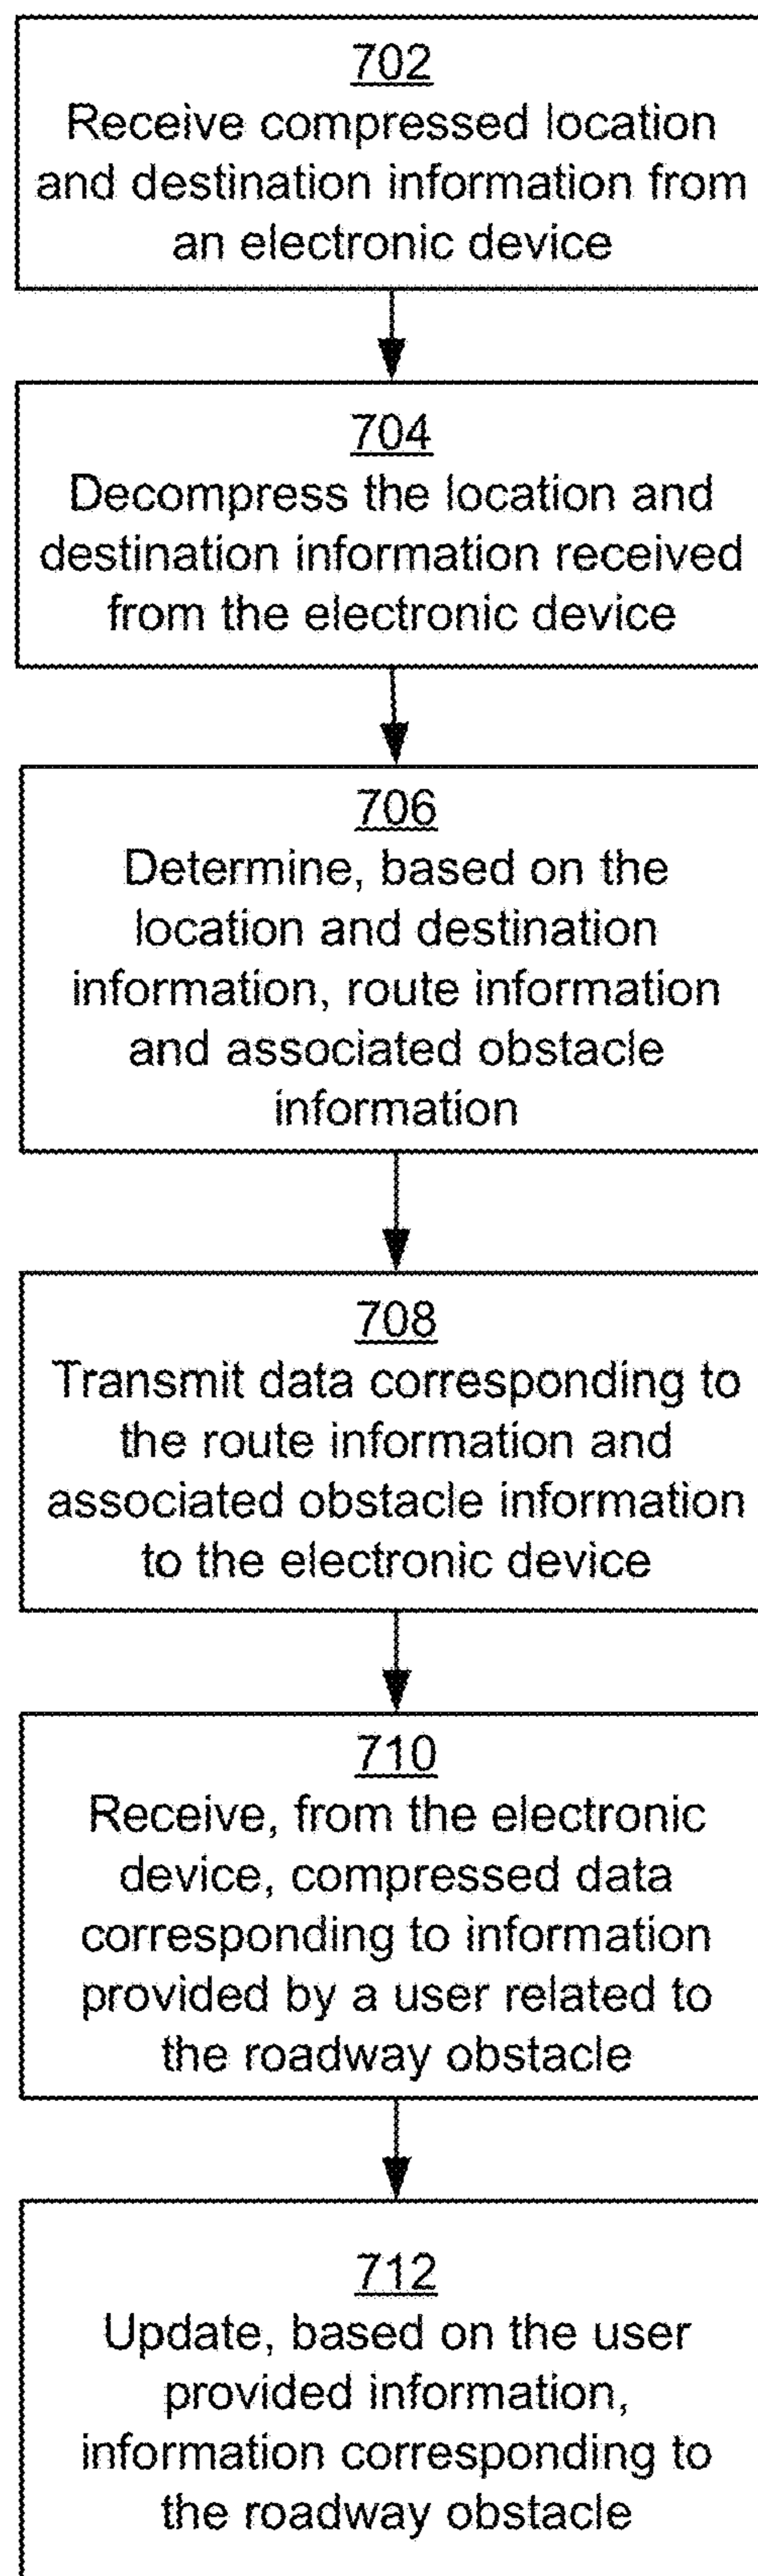 702
Receive compressed location
and destination information from
an electronic device
704
Decompress the location and
destination information received
from the electronic device
706
Determine, based on the
location and destination
information, route information
and associated obstacle
information
708
Transmit data corresponding to
the route information and
associated obstacle information
to the electronic device
710
Receive, from the electronic
device, compressed data
corresponding to information
provided by a user related to
the roadway obstacle
712
Update, based on the user
provided information,
information corresponding to
the roadway obstacle